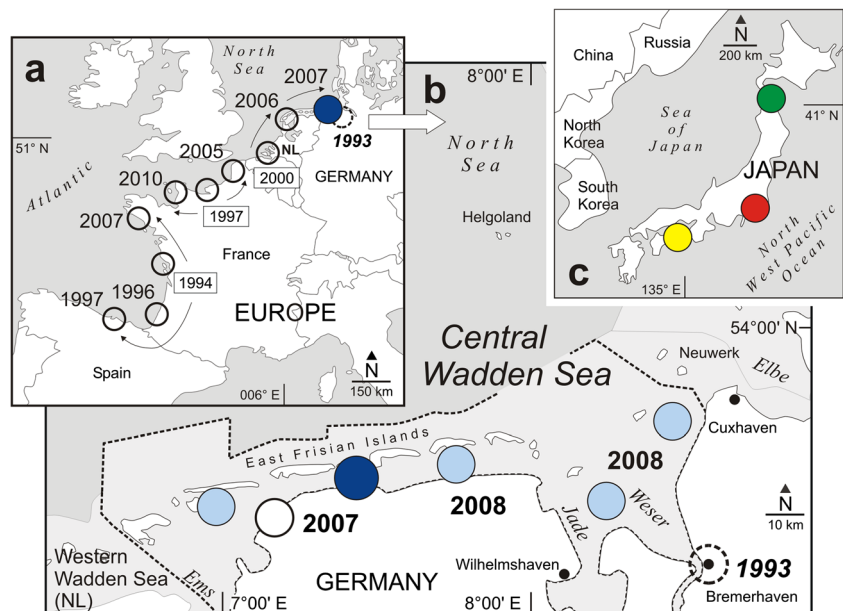 a
North
Sea
2007
2006
1993
51° N
NL
2005
GERMANY
Atlantic
2010
2000
1997
2007
France
1994
1997
1996
EUROPE
Spain
N
006° E
150 km
b
8°00' E
North
Sea
Helgoland
N
200 km
Russia
China
Sea
of
Japan
41° N
North
Korea
JAPAN
South
Korea
North
West Pacific
Ocean
c
135° E
54°00' N
Central
Wadden Sea
Neuwerk
Elbe
Cuxhaven
East Frisian Islands
2008
2008
2007
Weser
Jade
N
10 km
Western
Wadden Sea
(NL)
Ems
Wilhelmshaven
1993
GERMANY
Bremerhaven
7°00' E
8°00' E